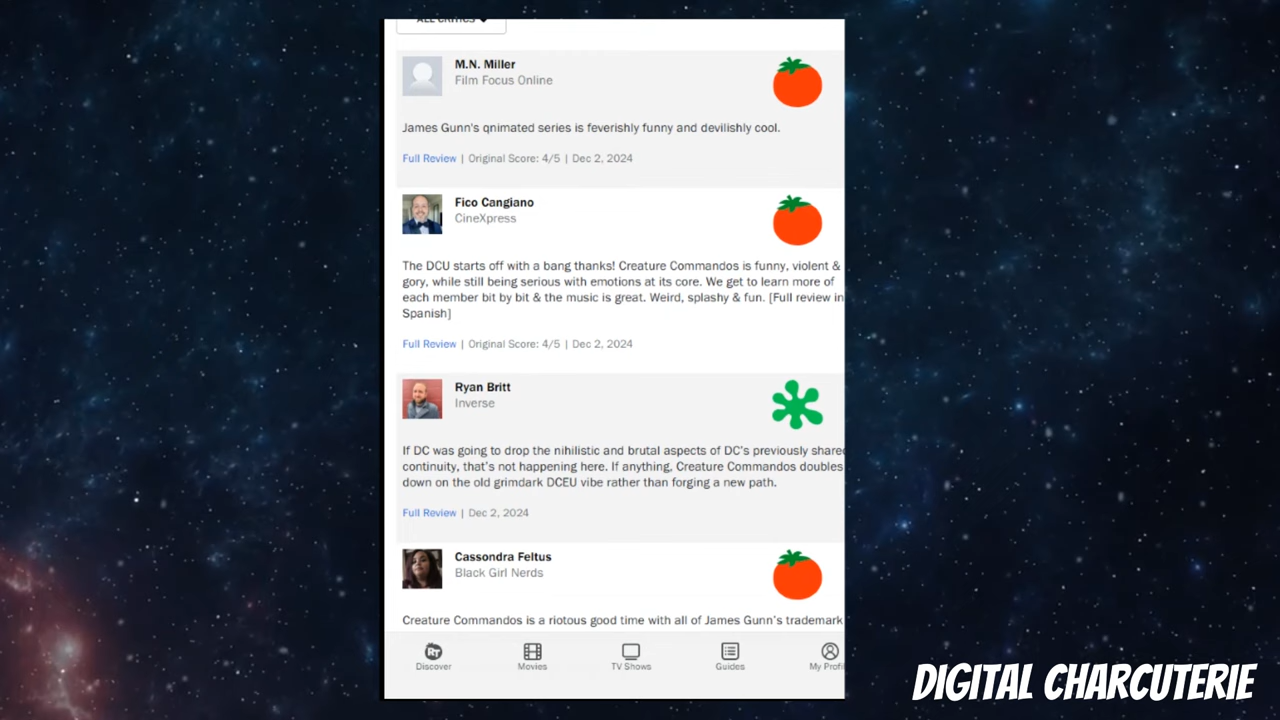 ALL CRITICS
M.N. Miller
Film Focus Online
James Gunn's qnimated series is feverishly funny and devilishly cool.
Full Review | Original Score: 4/5 | Dec 2, 2024
Fico Cangiano
CineXpress
The DCU starts off with a bang thanks! Creature Commandos is funny, violent &
gory, while still being serious with emotions at its core. We get to learn more of
each member bit by bit & the music is great. Weird, splashy & fun. [Full review in
Spanish]
Full Review | Original Score: 4/5 | Dec 2, 2024
Ryan Britt
Inverse
If DC was going to drop the nihilistic and brutal aspects of DC's previously shared
continuity, that's not happening here. If anything, Creature Commandos doubles
down on the old grimdark DCEU vibe rather than forging a new path.
Full Review | Dec 2, 2024
Cassondra Feltus
Black Girl Nerds
Creature Commandos is a riotous good time with all of James Gunn's trademark
RT
Discover
Movies
TV Shows
Guides
My Profi
DIGITAL CHARCUTERIE